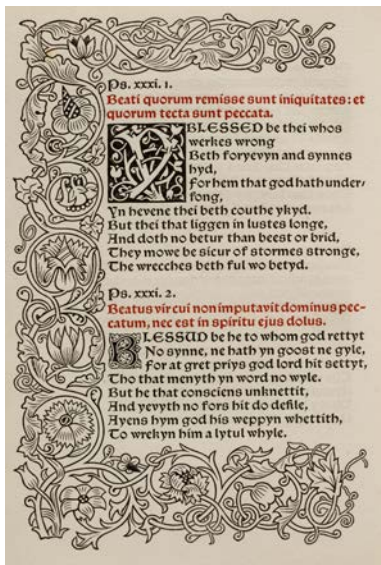 Ps. xxxi. 1.
Beati quorum remisse sunt iniquitates: et
quorum tecta sunt peccata.
YBLESSED be thei whos
werkes wrong
Beth foryevyn and synnes
hyd,
For hem that god hath under-
fong,
Yn hevene thei beth couthe ykyd.
But thei that liggen in lustes longe,
And doth no betur than beest or brid,
They mowe be sicur of stormes stronge,
The wrecches beth ful wo betyd.
Ps. xxxi. 2.
Beatus vir cui non imputavit dominus pec-
catum, nec est in spiritu ejus dolus.
BLESSUD be he to whom god rettyt
No synne, ne hath yn goost ne gyle,
For at gret priys god lord hit settyt,
Tho that menyth yn word no wyle.
But he that consciens unknettit,
And yevyth no fors hit do defile,
Ayens hym god his weppyn whettith,
To wrekyn him a lytul whyle.